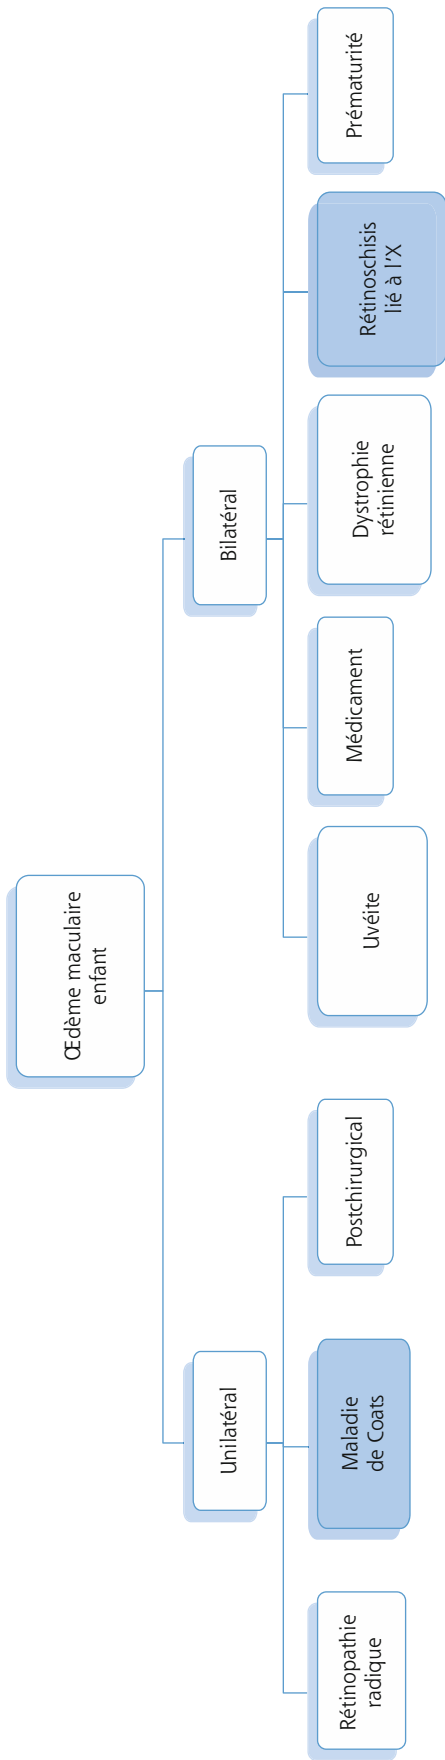 Œdème maculaire
enfant
Unilatéral
Bilatéral
Rétinopathie
radique
Maladie
de Coats
Postchirurgical
Uvéite
Médicament
Dystrophie
rétinienne
Rétinoschisis
lié à l'X
Prématurité